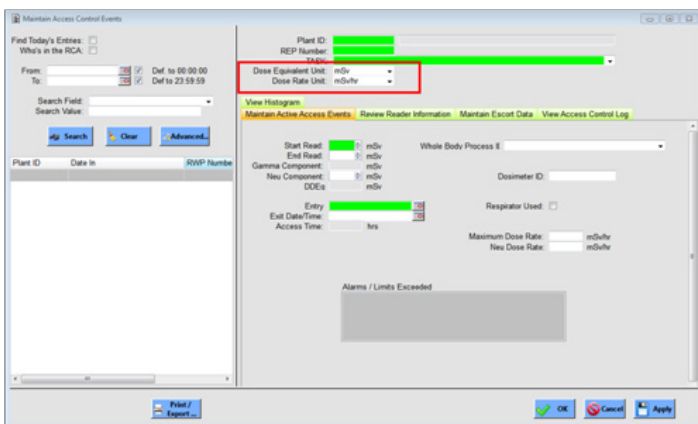 Maintain Access Control Events
Find Today's Entries:
Who's in the RCA:
From: Def. to 00:00:00
To: Def to 23:59:59
Search Field:
Search Value:
Search Clear Advanced...
Plant ID Date In RWP Numbe
Print / Export ...
Plant ID:
REP Number:
TASK:
Dose Equivalent Unit: mSv
Dose Rate Unit: mSv/hr
View Histogram
Maintain Active Access Events Review Reader Information Maintain Escort Data View Access Control Log
Start Read: mSv Whole Body Process II
End Read: mSv
Gamma Component: mSv
Neu Component: mSv Dosimeter ID:
DDEq mSv
Entry Respirator Used:
Exit Date/Time:
Access Time: hrs
Maximum Dose Rate: mSv/hr
Neu Dose Rate: mSv/hr
Alarms / Limits Exceeded
OK Cancel Apply